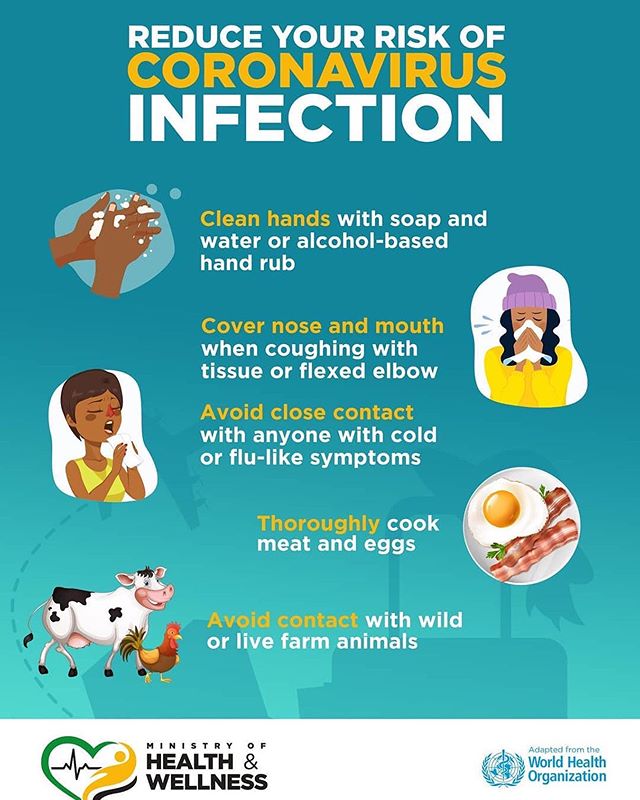 REDUCE YOUR RISK OF
CORONAVIRUS
INFECTION
Clean hands with soap and
water or alcohol-based
hand rub
Cover nose and mouth
when coughing with
tissue or flexed elbow
Avoid close contact
with anyone with cold
or flu-like symptoms
Thoroughly cook
meat and eggs
Avoid contact with wild
or live farm animals
MINISTRY OF
HEALTH &
WELLNESS
Adapted from the
World Health
Organization